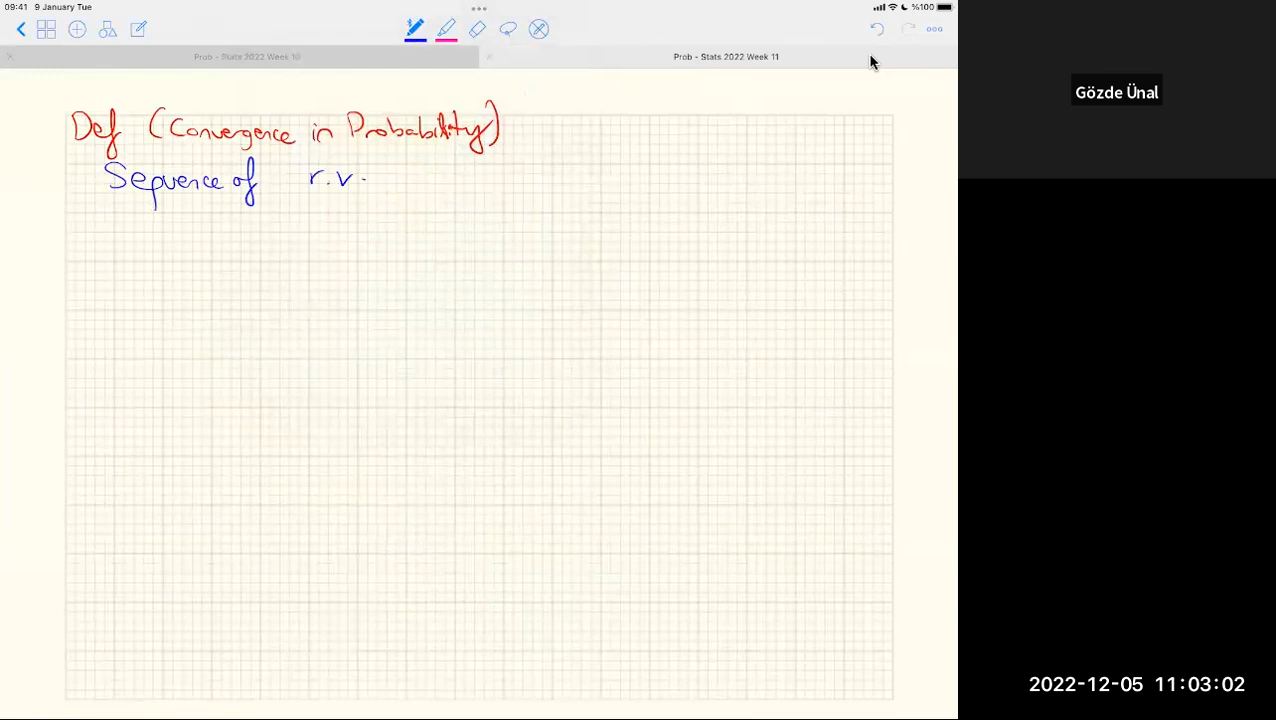 09:41 9 January Tue
%100
Prob - Stats 2022 Week 10
Prob - Stats 2022 Week 11
Gözde Ünal
Def (Convergence in Probability)
Sequence of r.v.
2022-12-05 11:03:02